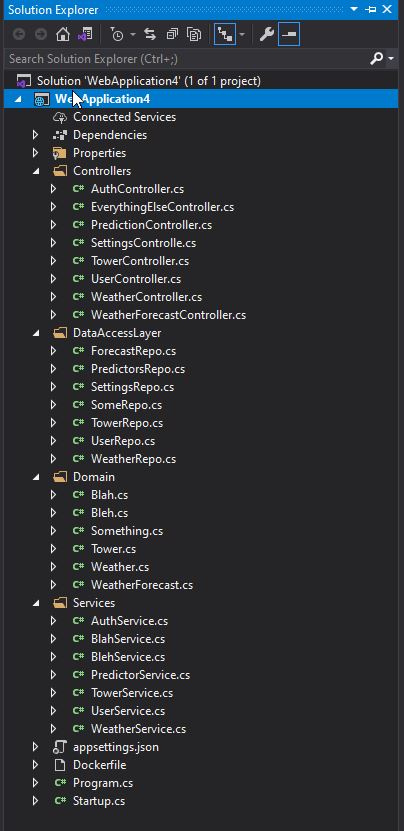 Solution Explorer
Search Solution Explorer (Ctrl+;)
Solution 'WebApplication4' (1 of 1 project)
WebApplication4
Connected Services
Dependencies
Properties
Controllers
C# AuthController.cs
C# EverythingElseController.cs
C# PredictionController.cs
C# SettingsControlle.cs
C# TowerController.cs
C# UserController.cs
C# WeatherController.cs
C# WeatherForecastController.cs
DataAccessLayer
C# ForecastRepo.cs
C# PredictorsRepo.cs
C# SettingsRepo.cs
C# SomeRepo.cs
C# TowerRepo.cs
C# UserRepo.cs
C# WeatherRepo.cs
Domain
C# Blah.cs
C# Bleh.cs
C# Something.cs
C# Tower.cs
C# Weather.cs
C# WeatherForecast.cs
Services
C# AuthService.cs
C# BlahService.cs
C# BlehService.cs
C# PredictorService.cs
C# TowerService.cs
C# UserService.cs
C# WeatherService.cs
appsettings.json
Dockerfile
C# Program.cs
C# Startup.cs